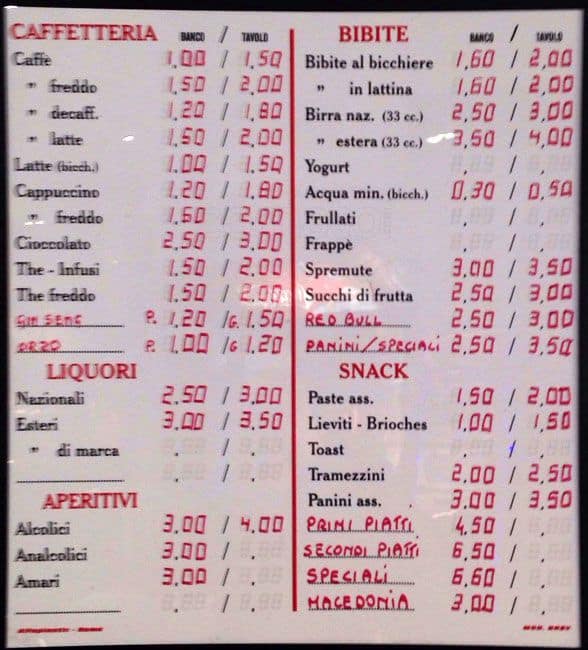 CAFFETTERIA BANCO / TAVOLO
Caffè 1,00 / 1,50
" freddo 1,50 / 2,00
" decaff. 1,20 / 1,80
" latte 1,50 / 2,00
Latte (bicch.) 1,00 / 1,50
Cappuccino 1,20 / 1,80
" freddo 1,60 / 2,00
Cioccolato 2,50 / 3,00
The - Infusi 1,50 / 2,00
The freddo 1,50 / 2,00
GINSENG P. 1,20 /G. 1,50
ORZO P. 1,00 /G 1,20
LIQUORI
Nazionali 2,50 / 3,00
Esteri 3,00 / 3,50
" di marca /
/
APERITIVI
Alcolici 3,00 / 4,00
Analcolici 3,00 /
Amari 3,00 /
/
BIBITE BANCO / TAVOLO
Bibite al bicchiere 1,60 / 2,00
" in lattina 1,60 / 2,00
Birra naz. (33 cc.) 2,50 / 3,00
" estera (33 cc.) 3,50 / 4,00
Yogurt /
Acqua min. (bicch.) 0,30 / 0,50
Frullati /
Frappè /
Spremute 3,00 / 3,50
Succhi di frutta 2,50 / 3,00
RED BULL 2,50 / 3,00
PANINI/SPECIALI 2,50 / 3,50
SNACK
Paste ass. 1,50 / 2,00
Lieviti - Brioches 1,00 / 1,50
Toast /
Tramezzini 2,00 / 2,50
Panini ass. 3,00 / 3,50
PRIMI PIATTI 4,50 /
SECONDI PIATTI 6,50 /
SPECIALI 6,60 /
MACEDONIA 3,00 /